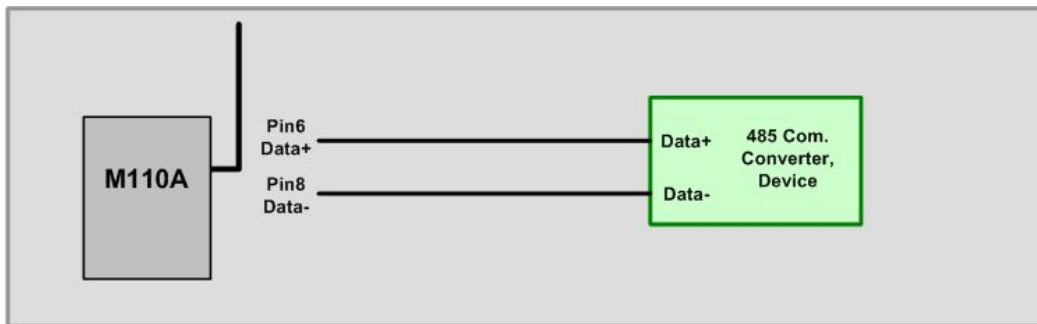 M110A
Pin6
Data+
Pin8
Data-
Data+
Data-
485 Com.
Converter,
Device